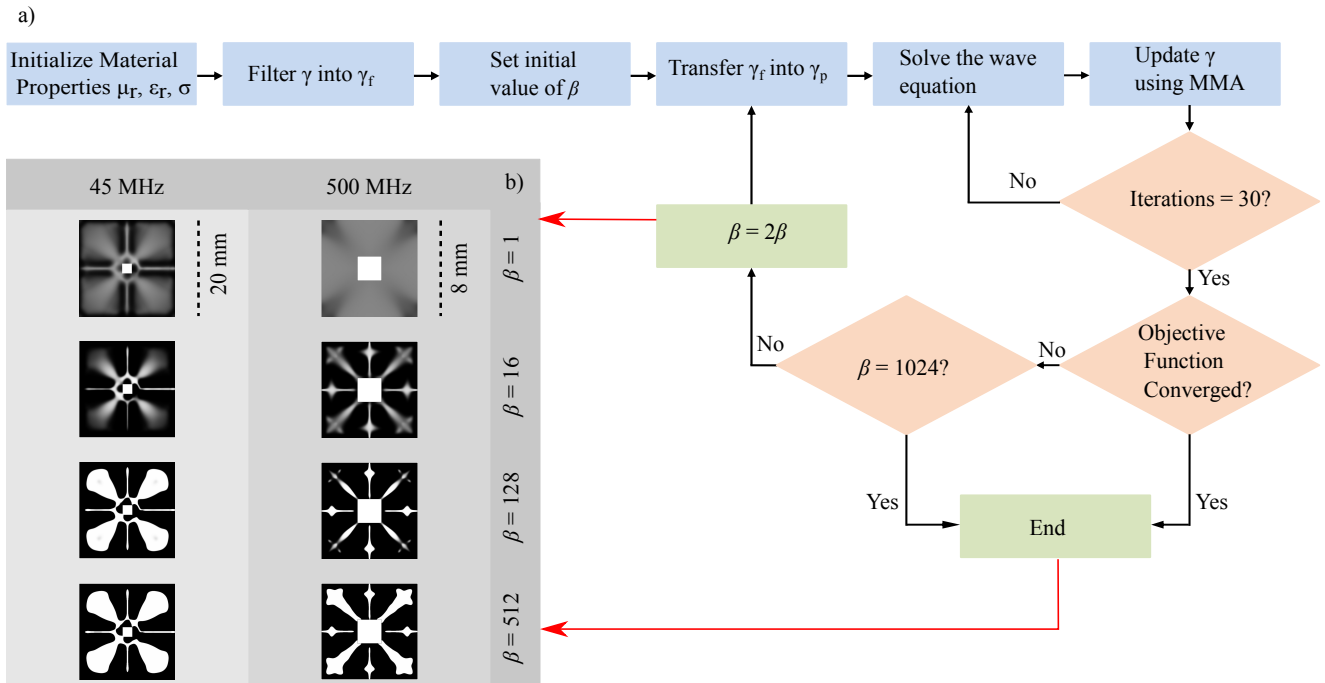 a)
Initialize Material
Properties μr, εr, σ
Filter γ into γf
Set initial
value of β
Transfer γf into γp
Solve the wave
equation
Update γ
using MMA
No
Iterations = 30?
Yes
Objective
Function
Converged?
No
β = 1024?
No
β = 2β
Yes
Yes
End
b)
45 MHz
500 MHz
20 mm
8 mm
β = 1
β = 16
β = 128
β = 512